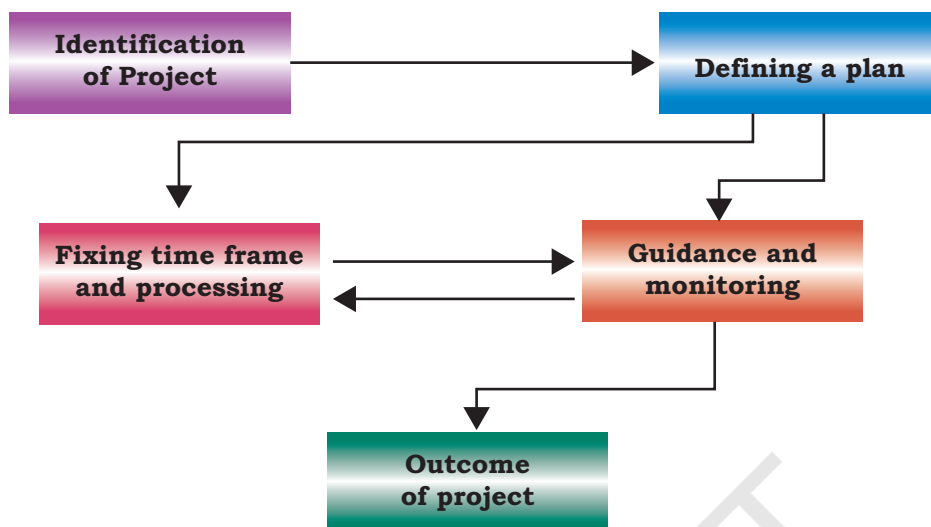 Identification
of Project
Defining a plan
Fixing time frame
and processing
Guidance and
monitoring
Outcome
of project